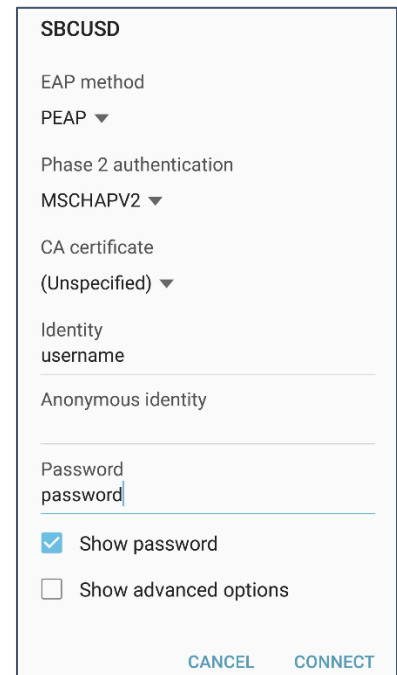 SBCUSD
EAP method
PEAP
Phase 2 authentication
MSCHAPV2
CA certificate
(Unspecified)
Identity
username
Anonymous identity
Password
password
Show password
Show advanced options
CANCEL CONNECT